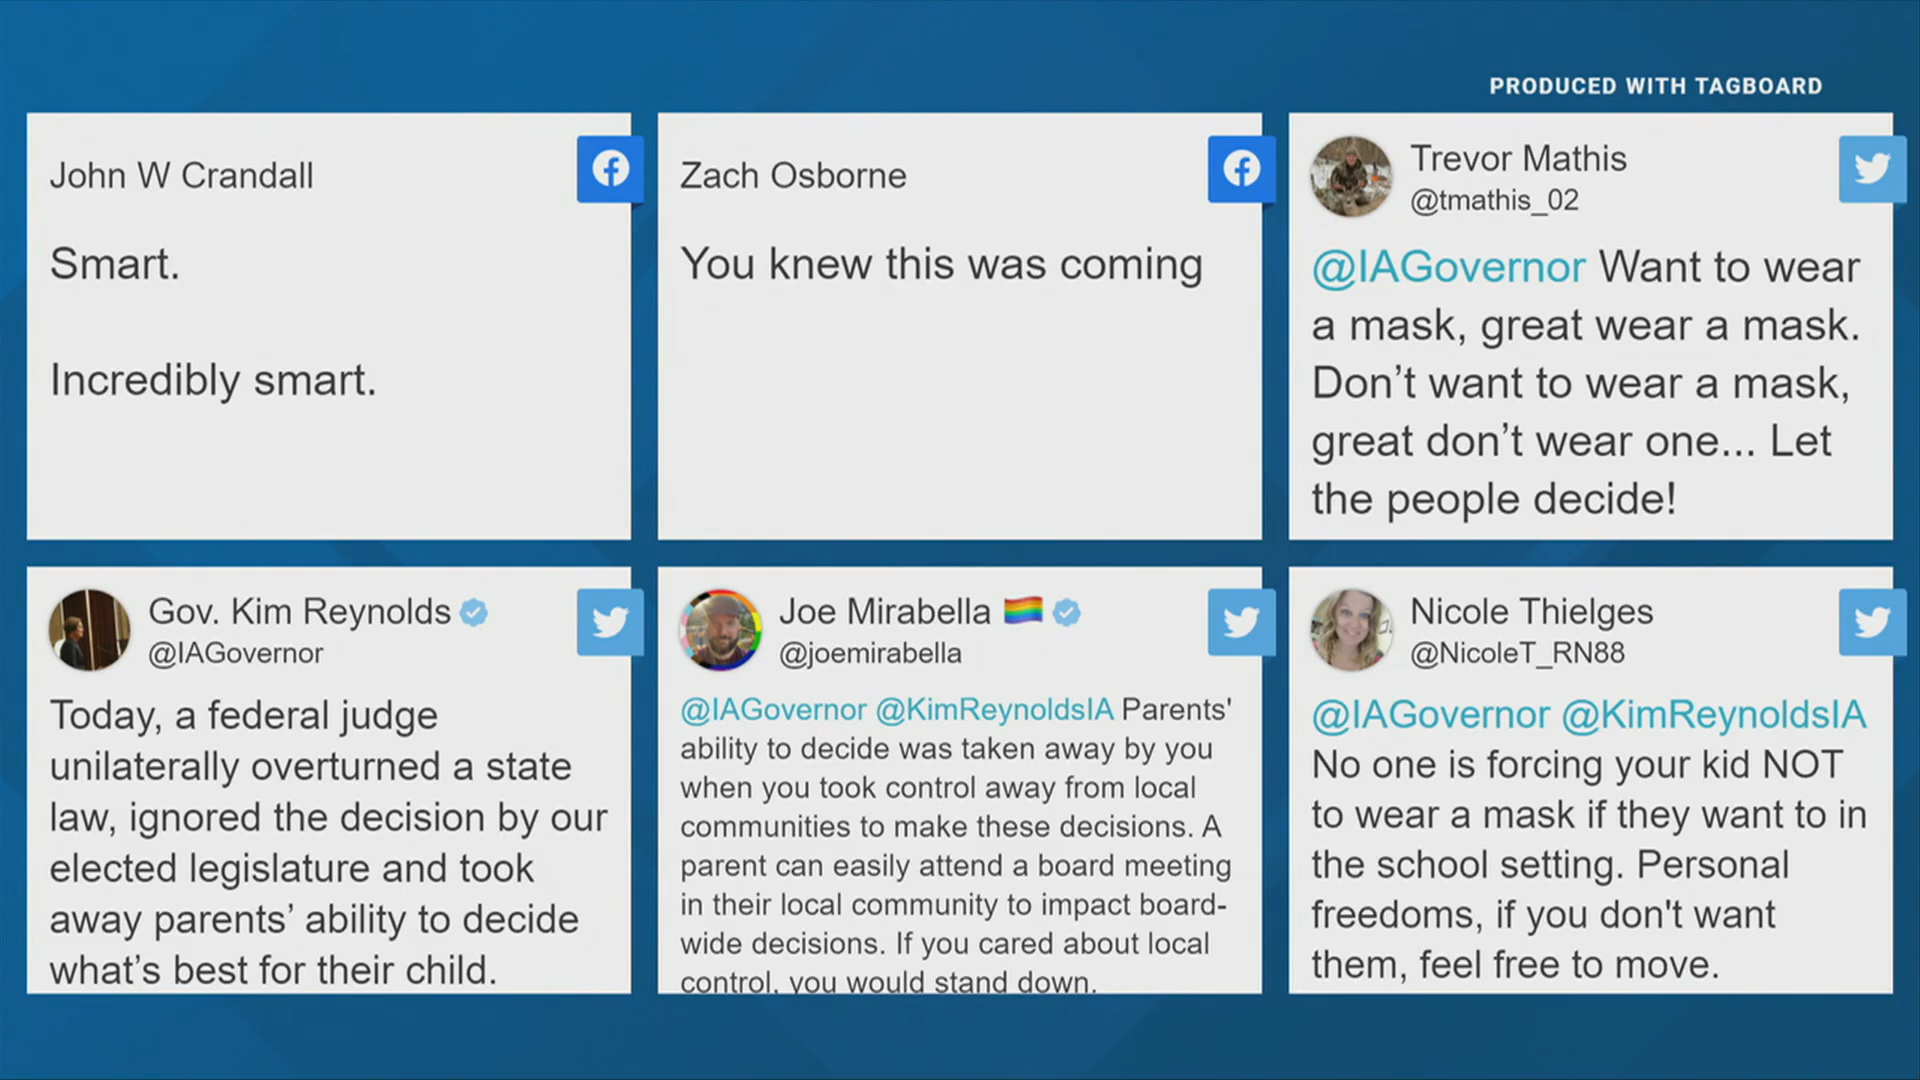 PRODUCED WITH TAGBOARD
John W Crandall
Smart.
Incredibly smart.
Zach Osborne
You knew this was coming
Trevor Mathis
@tmathis_02
@IAGovernor Want to wear
a mask, great wear a mask.
Don’t want to wear a mask,
great don’t wear one... Let
the people decide!
Gov. Kim Reynolds
@IAGovernor
Today, a federal judge
unilaterally overturned a state
law, ignored the decision by our
elected legislature and took
away parents’ ability to decide
what’s best for their child.
Joe Mirabella 🏳️‍🌈
@joemirabella
@IAGovernor @KimReynoldsIA Parents'
ability to decide was taken away by you
when you took control away from local
communities to make these decisions. A
parent can easily attend a board meeting
in their local community to impact board-
wide decisions. If you cared about local
control, you would stand down.
Nicole Thielges
@NicoleT_RN88
@IAGovernor @KimReynoldsIA
No one is forcing your kid NOT
to wear a mask if they want to in
the school setting. Personal
freedoms, if you don't want
them, feel free to move.